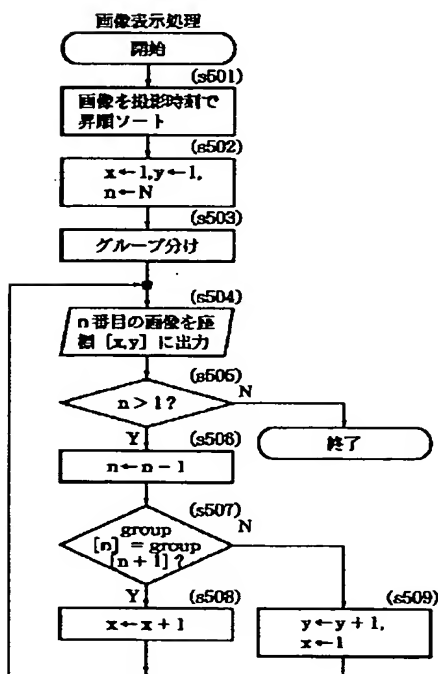 画像表示処理
開始
(s501)
画像を投影時刻で
昇順ソート
(s502)
x←1,y←1,
n←N
(s503)
グループ分け
(s504)
n番目の画像を座
標 [x,y] に出力
(s505)
n>1?
N
Y
(s506)
終了
n←n-1
(s507)
group
[n] =group
[n+1]?
N
Y
(s508)
x←x+1
(s509)
y←y+1,
x←1